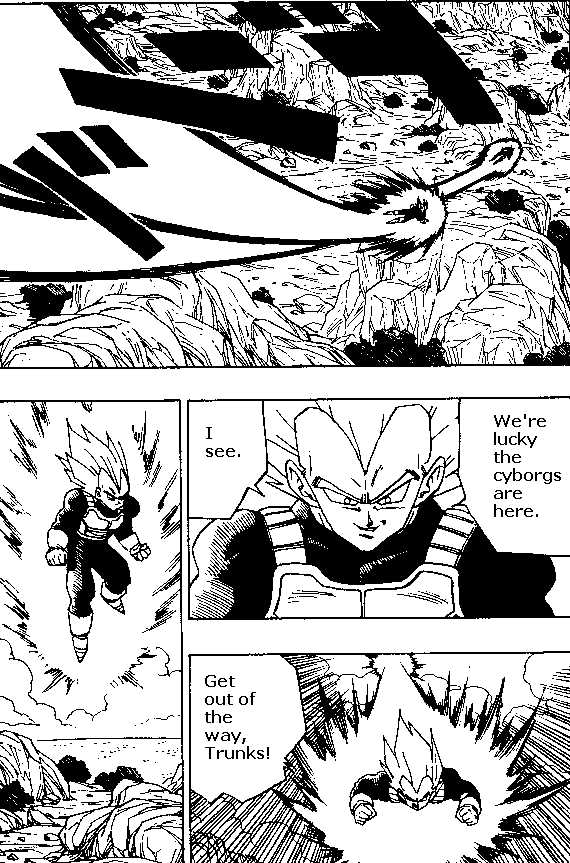 I
see.
We're
lucky
the
cyborgs
are
here.
Get
out of
the
way,
Trunks!